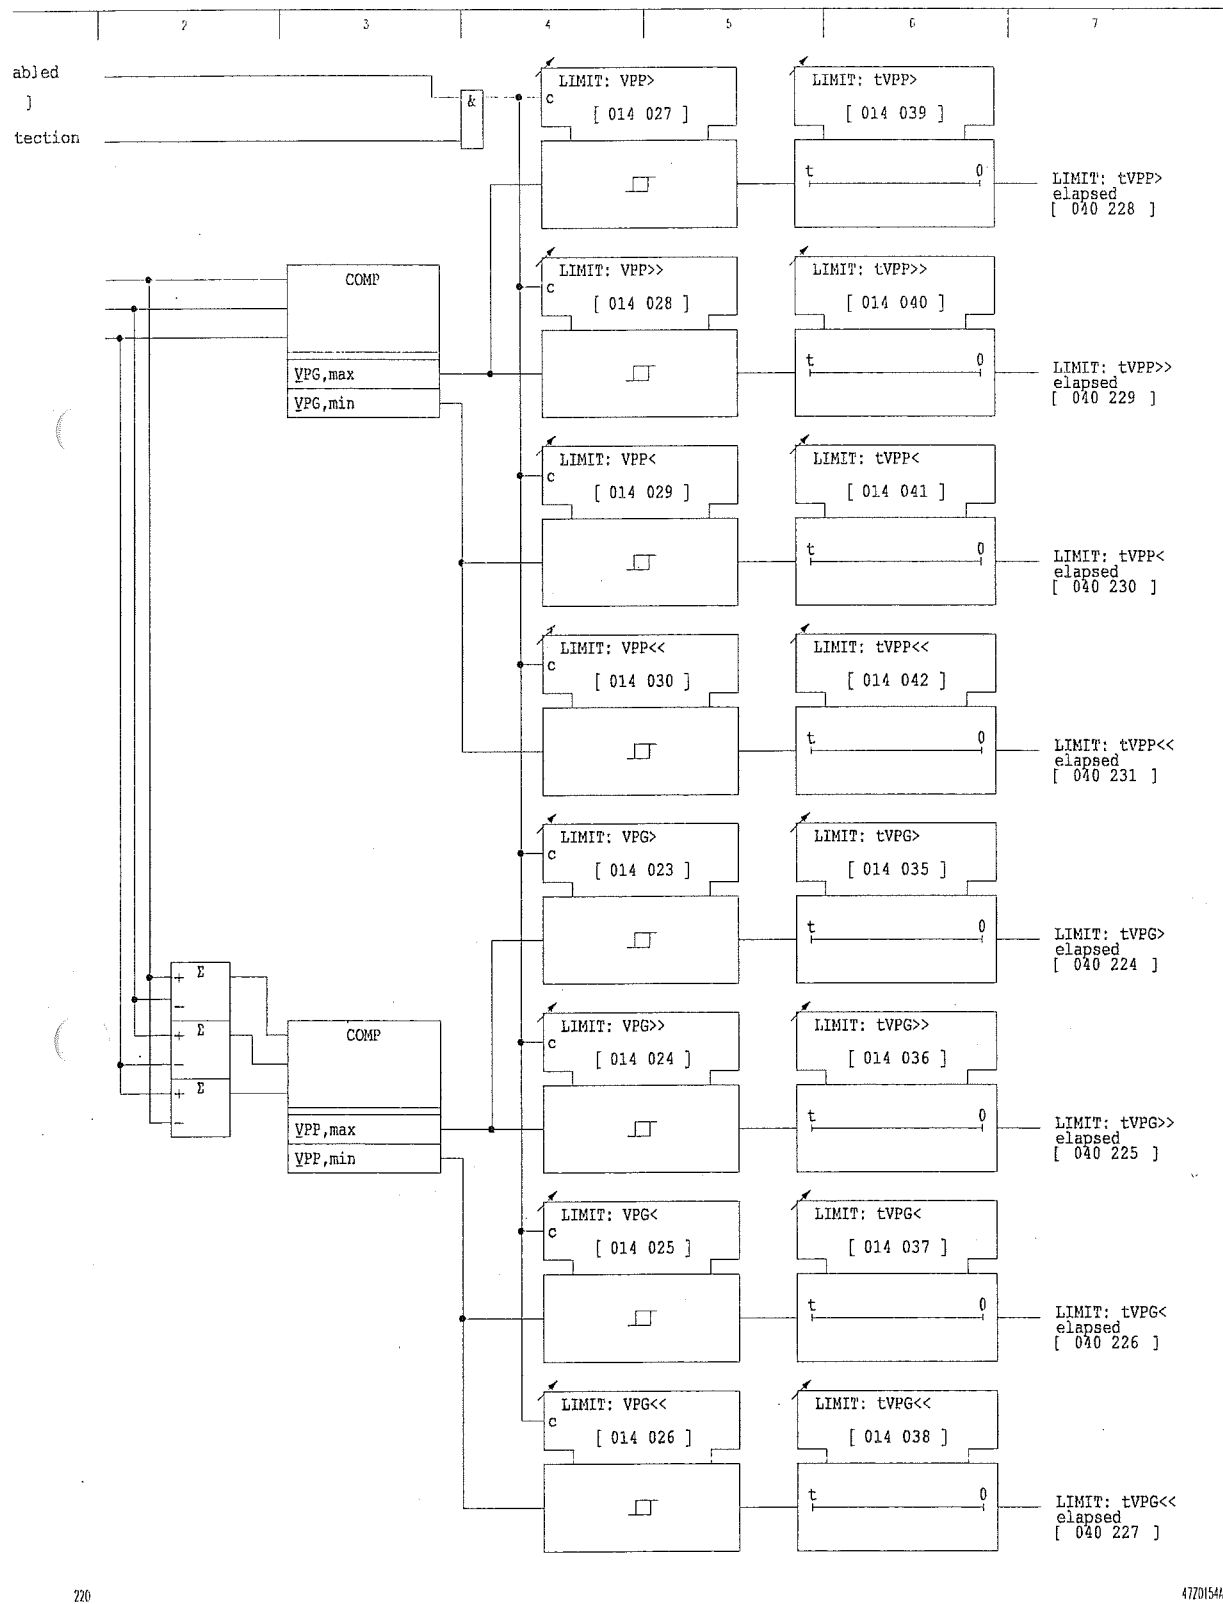 2 3 4 5 6 7
abled
]
tection
&
c
LIMIT: VPP>
[ 014 027 ]
LIMIT: tVPP>
[ 014 039 ]
t 0
LIMIT: tVPP>
elapsed
[ 040 228 ]
COMP
VPG,max
VPG,min
c
LIMIT: VPP>>
[ 014 028 ]
LIMIT: tVPP>>
[ 014 040 ]
t 0
LIMIT: tVPP>>
elapsed
[ 040 229 ]
c
LIMIT: VPP<
[ 014 029 ]
LIMIT: tVPP<
[ 014 041 ]
t 0
LIMIT: tVPP<
elapsed
[ 040 230 ]
c
LIMIT: VPP<<
[ 014 030 ]
LIMIT: tVPP<<
[ 014 042 ]
t 0
LIMIT: tVPP<<
elapsed
[ 040 231 ]
c
LIMIT: VPG>
[ 014 023 ]
LIMIT: tVPG>
[ 014 035 ]
t 0
LIMIT: tVPG>
elapsed
[ 040 224 ]
+ Σ
−
+ Σ
−
+ Σ
−
COMP
VPP,max
VPP,min
c
LIMIT: VPG>>
[ 014 024 ]
LIMIT: tVPG>>
[ 014 036 ]
t 0
LIMIT: tVPG>>
elapsed
[ 040 225 ]
c
LIMIT: VPG<
[ 014 025 ]
LIMIT: tVPG<
[ 014 037 ]
t 0
LIMIT: tVPG<
elapsed
[ 040 226 ]
c
LIMIT: VPG<<
[ 014 026 ]
LIMIT: tVPG<<
[ 014 038 ]
t 0
LIMIT: tVPG<<
elapsed
[ 040 227 ]
220
47Z0154A